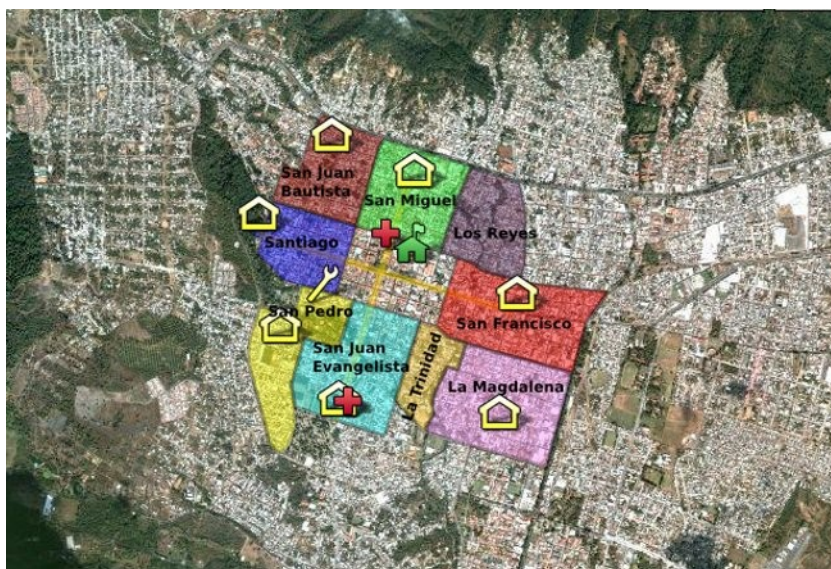 San Juan
Bautista
San Miguel
Los Reyes
Santiago
San Pedro
San Francisco
San Juan
Evangelista
La Trinidad
La Magdalena